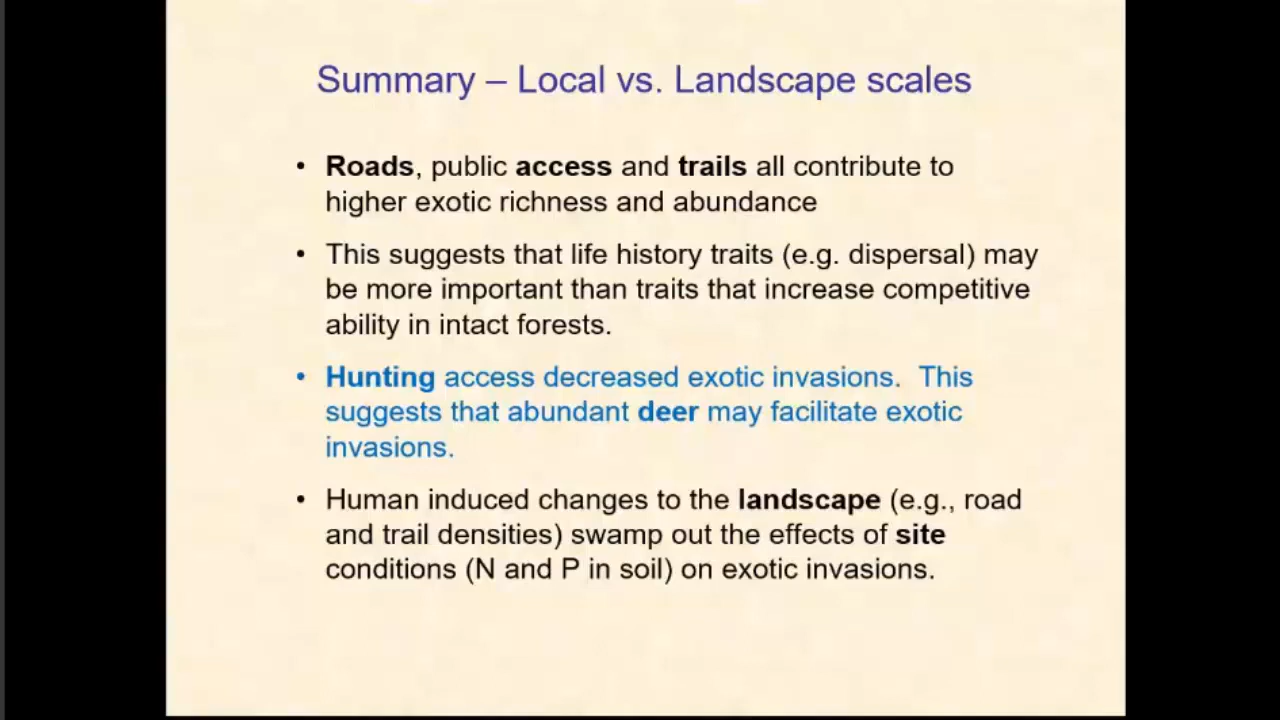 Summary – Local vs. Landscape scales
• Roads, public access and trails all contribute to
higher exotic richness and abundance
• This suggests that life history traits (e.g. dispersal) may
be more important than traits that increase competitive
ability in intact forests.
• Hunting access decreased exotic invasions.  This
suggests that abundant deer may facilitate exotic
invasions.
• Human induced changes to the landscape (e.g., road
and trail densities) swamp out the effects of site
conditions (N and P in soil) on exotic invasions.